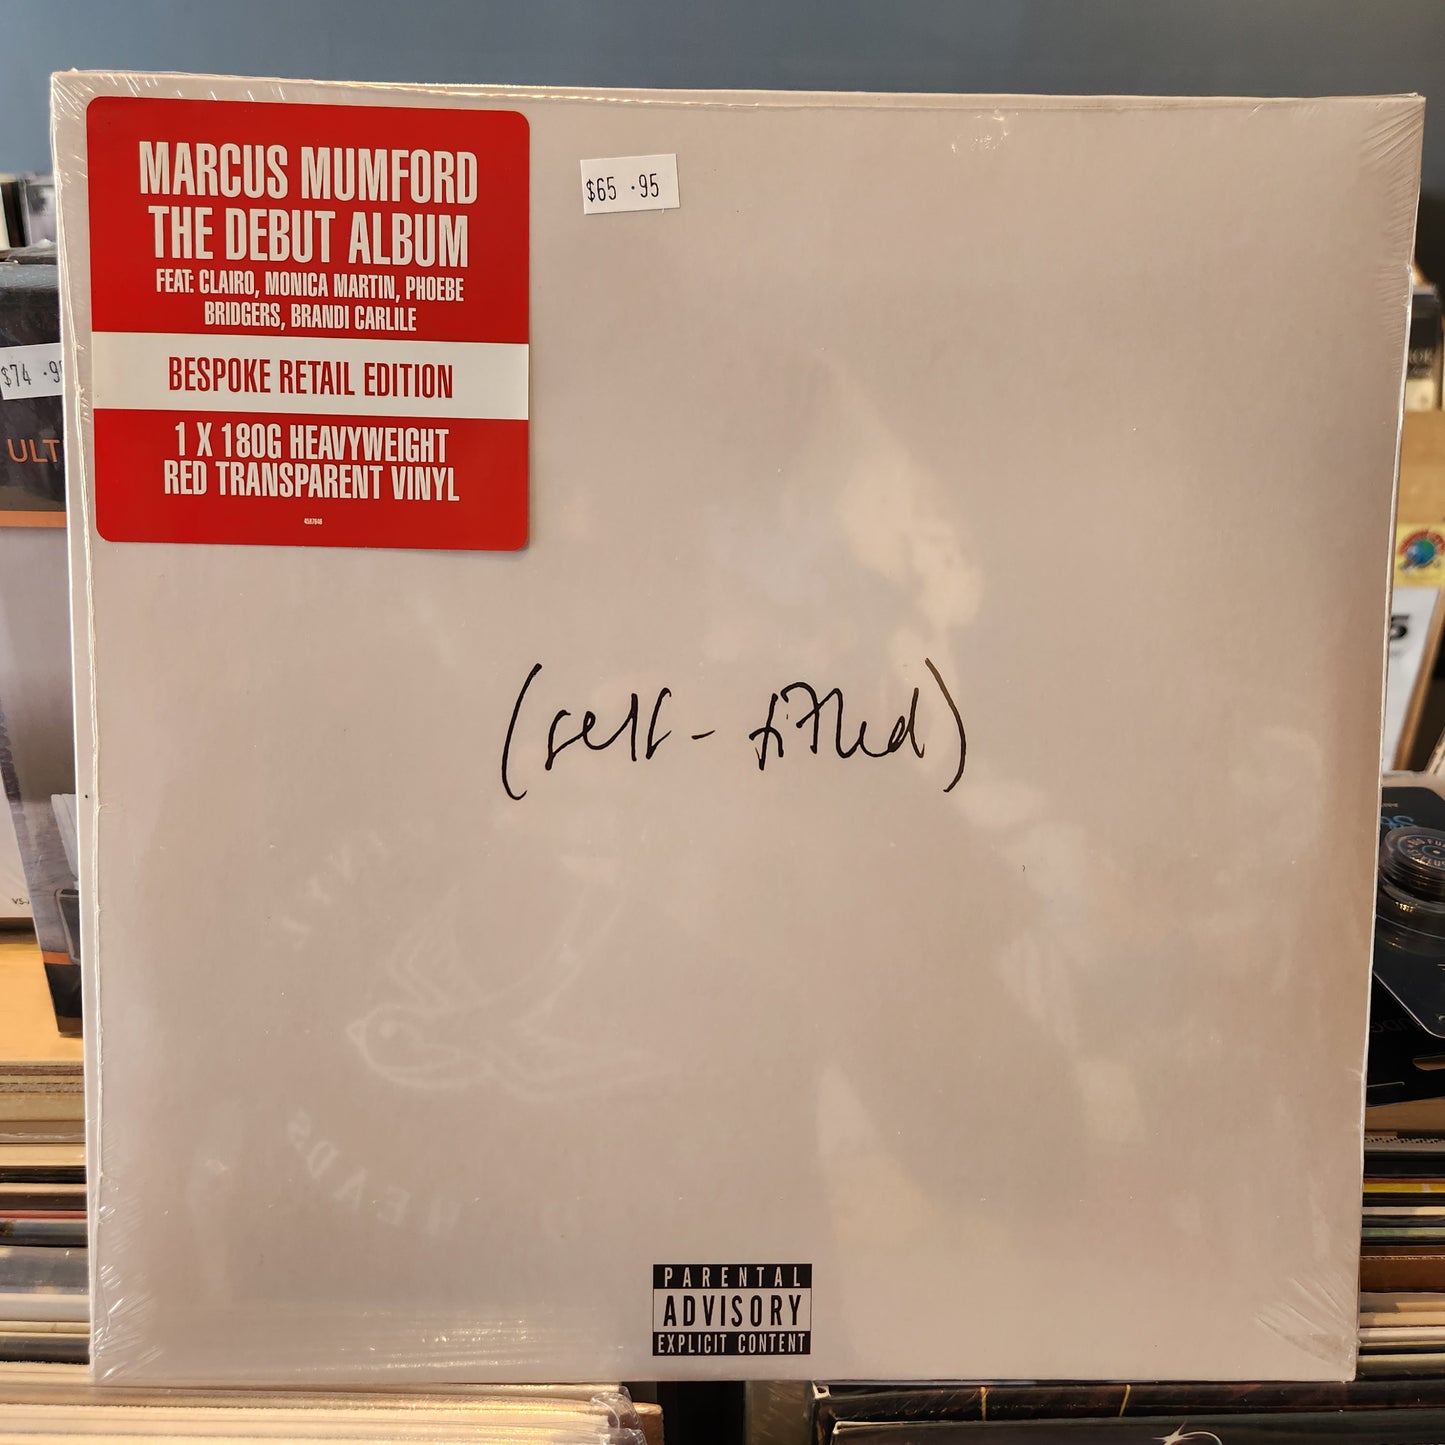 MARCUS MUMFORD
THE DEBUT ALBUM
FEAT: CLAIRO, MONICA MARTIN, PHOEBE
BRIDGERS, BRANDI CARLILE
BESPOKE RETAIL EDITION
1 X 180G HEAVYWEIGHT
RED TRANSPARENT VINYL
$65 .95
$74 .9
ULT
(self-titled)
PARENTAL
ADVISORY
EXPLICIT CONTENT